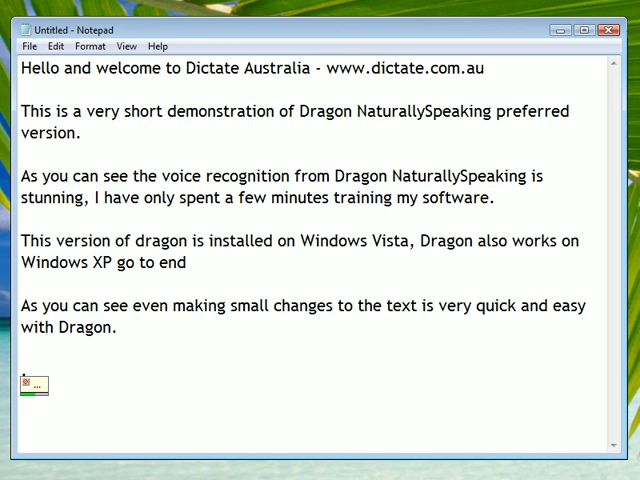 Untitled - Notepad
File Edit Format View Help
Hello and welcome to Dictate Australia - www.dictate.com.au
This is a very short demonstration of Dragon NaturallySpeaking preferred
version.
As you can see the voice recognition from Dragon NaturallySpeaking is
stunning, I have only spent a few minutes training my software.
This version of dragon is installed on Windows Vista, Dragon also works on
Windows XP go to end
As you can see even making small changes to the text is very quick and easy
with Dragon.
...